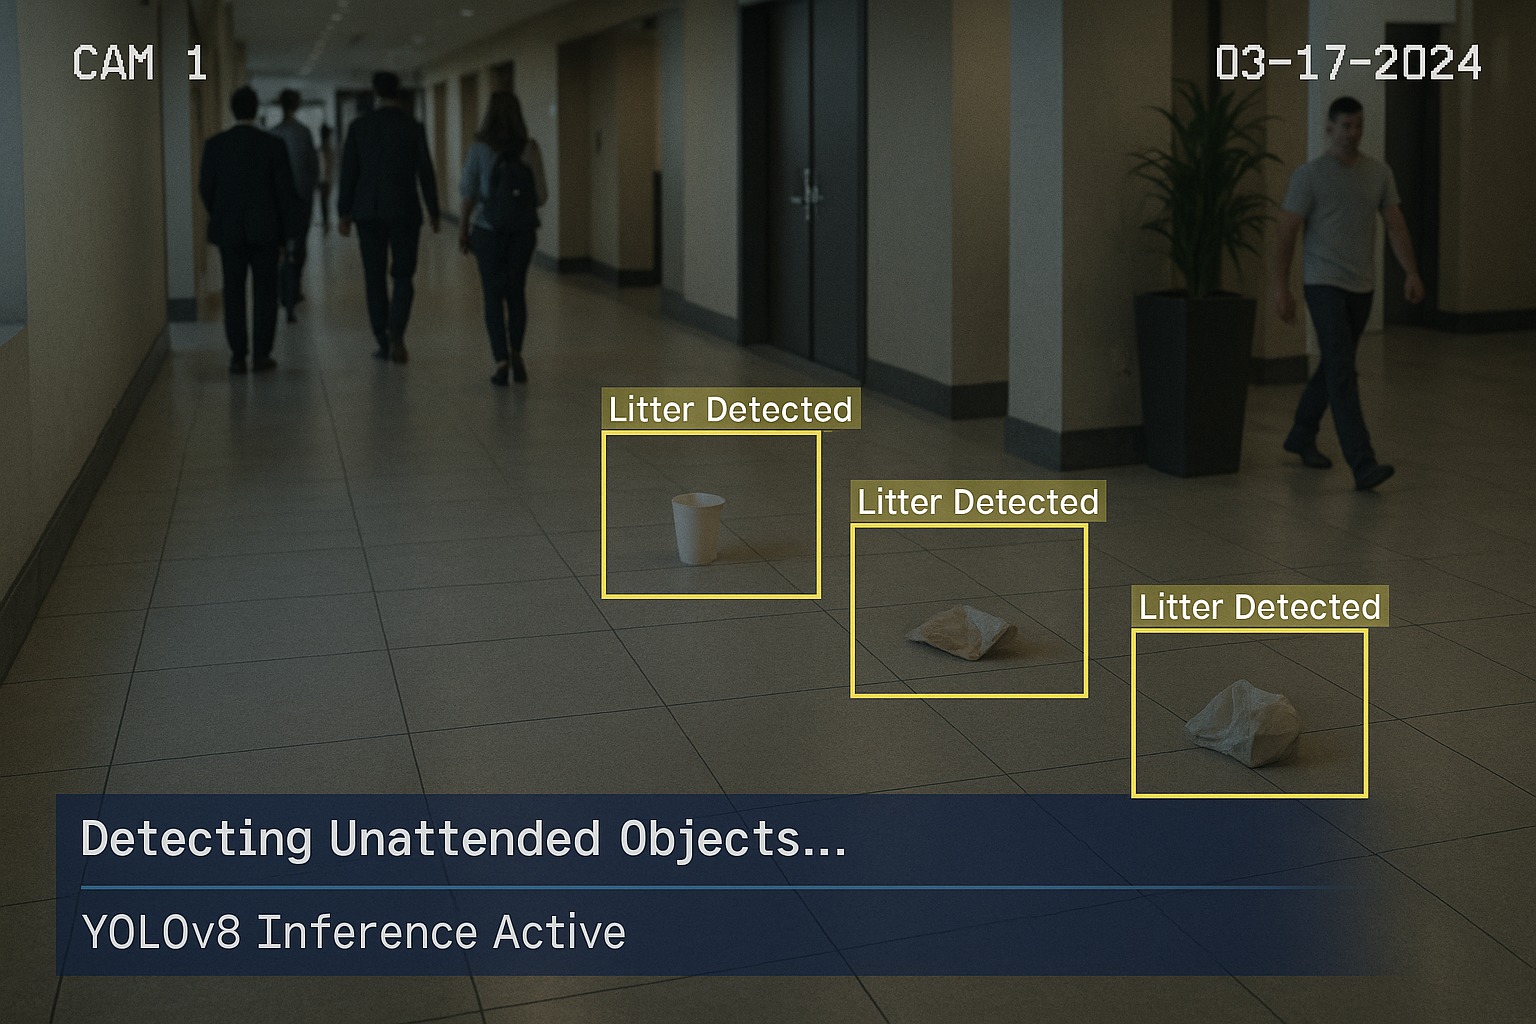 CAM 1
03-17-2024
Litter Detected
Litter Detected
Litter Detected
Detecting Unattended Objects...
YOLOv8 Inference Active